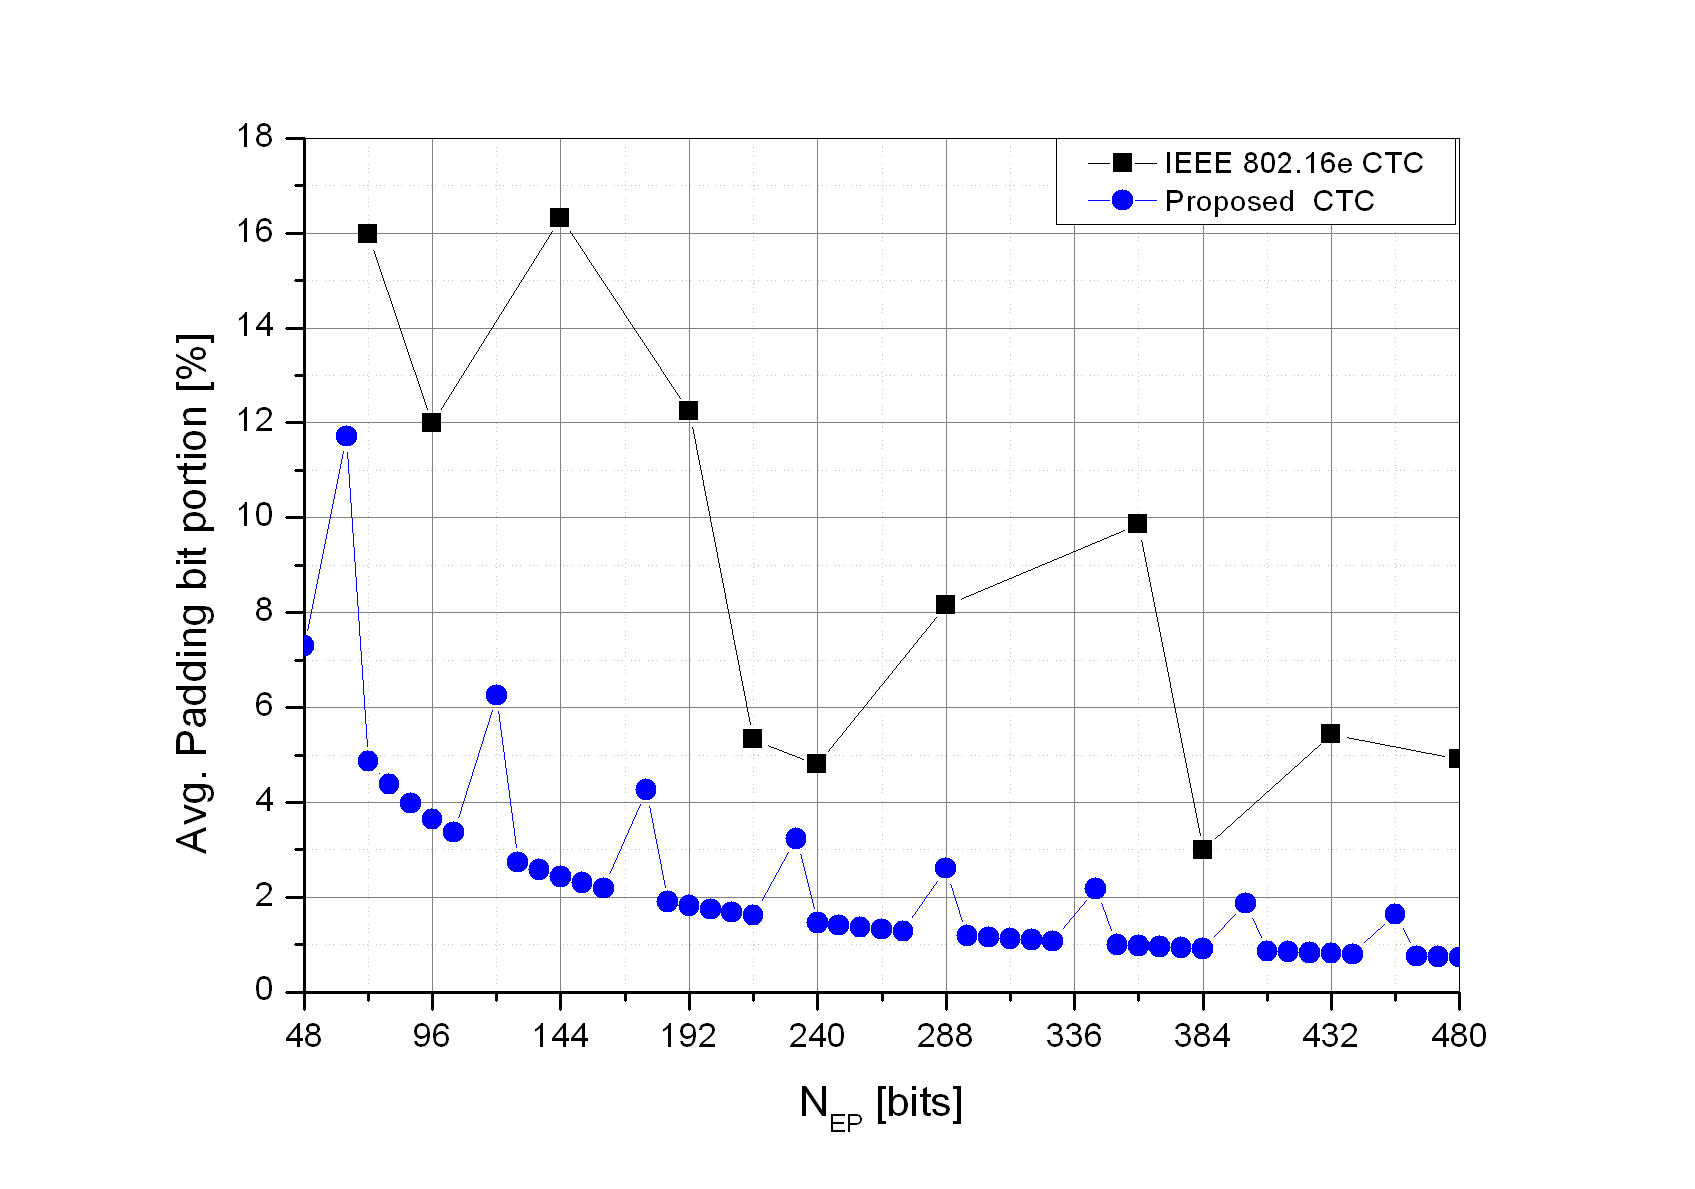 IEEE 802.16e CTC
Proposed CTC
Avg. Padding bit portion [%]
18
16
14
12
10
8
6
4
2
0
48 96 144 192 240 288 336 384 432 480
N_EP [bits]